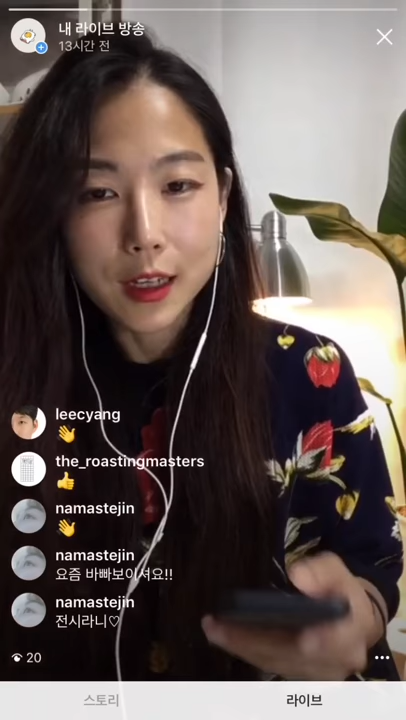 내 라이브 방송
13시간 전
leecyang
👋
the_roastingmasters
👍
namastejin
👋
namastejin
요즘 바빠보이셔요!!
namastejin
전시라니♡
20
스토리
라이브